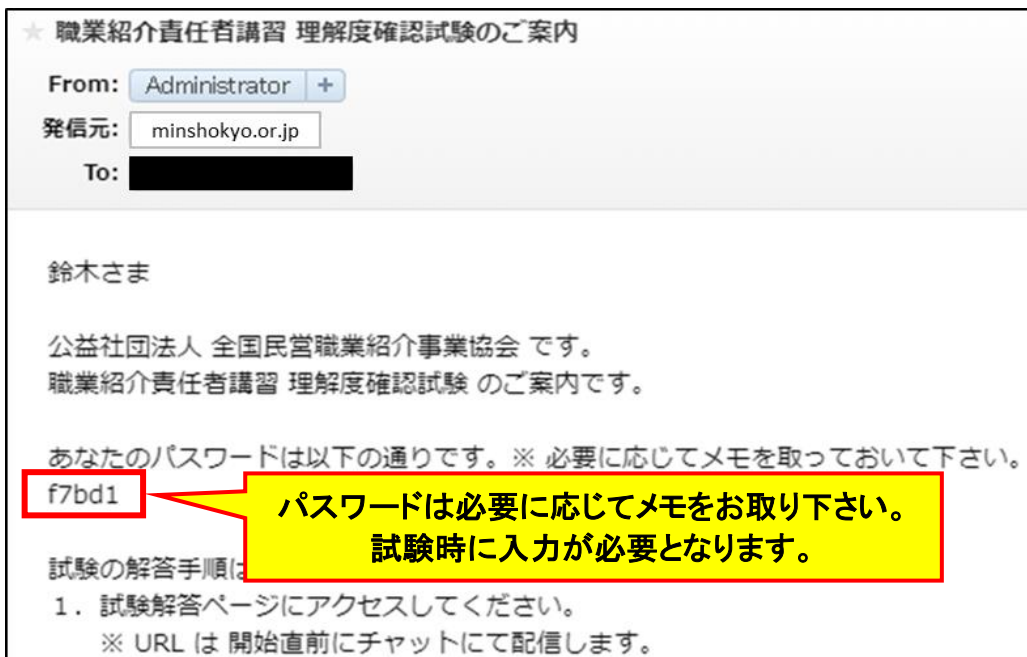 職業紹介責任者講習 理解度確認試験のご案内
From: Administrator +
発信元: minshokyo.or.jp
To:
鈴木さま
公益社団法人 全国民営職業紹介事業協会 です。
職業紹介責任者講習 理解度確認試験 のご案内です。
あなたのパスワードは以下の通りです。※ 必要に応じてメモを取っておいて下さい。
f7bd1
パスワードは必要に応じてメモをお取り下さい。
試験時に入力が必要となります。
試験の解答手順は
1. 試験解答ページにアクセスしてください。
※ URL は 開始直前にチャットにて配信します。